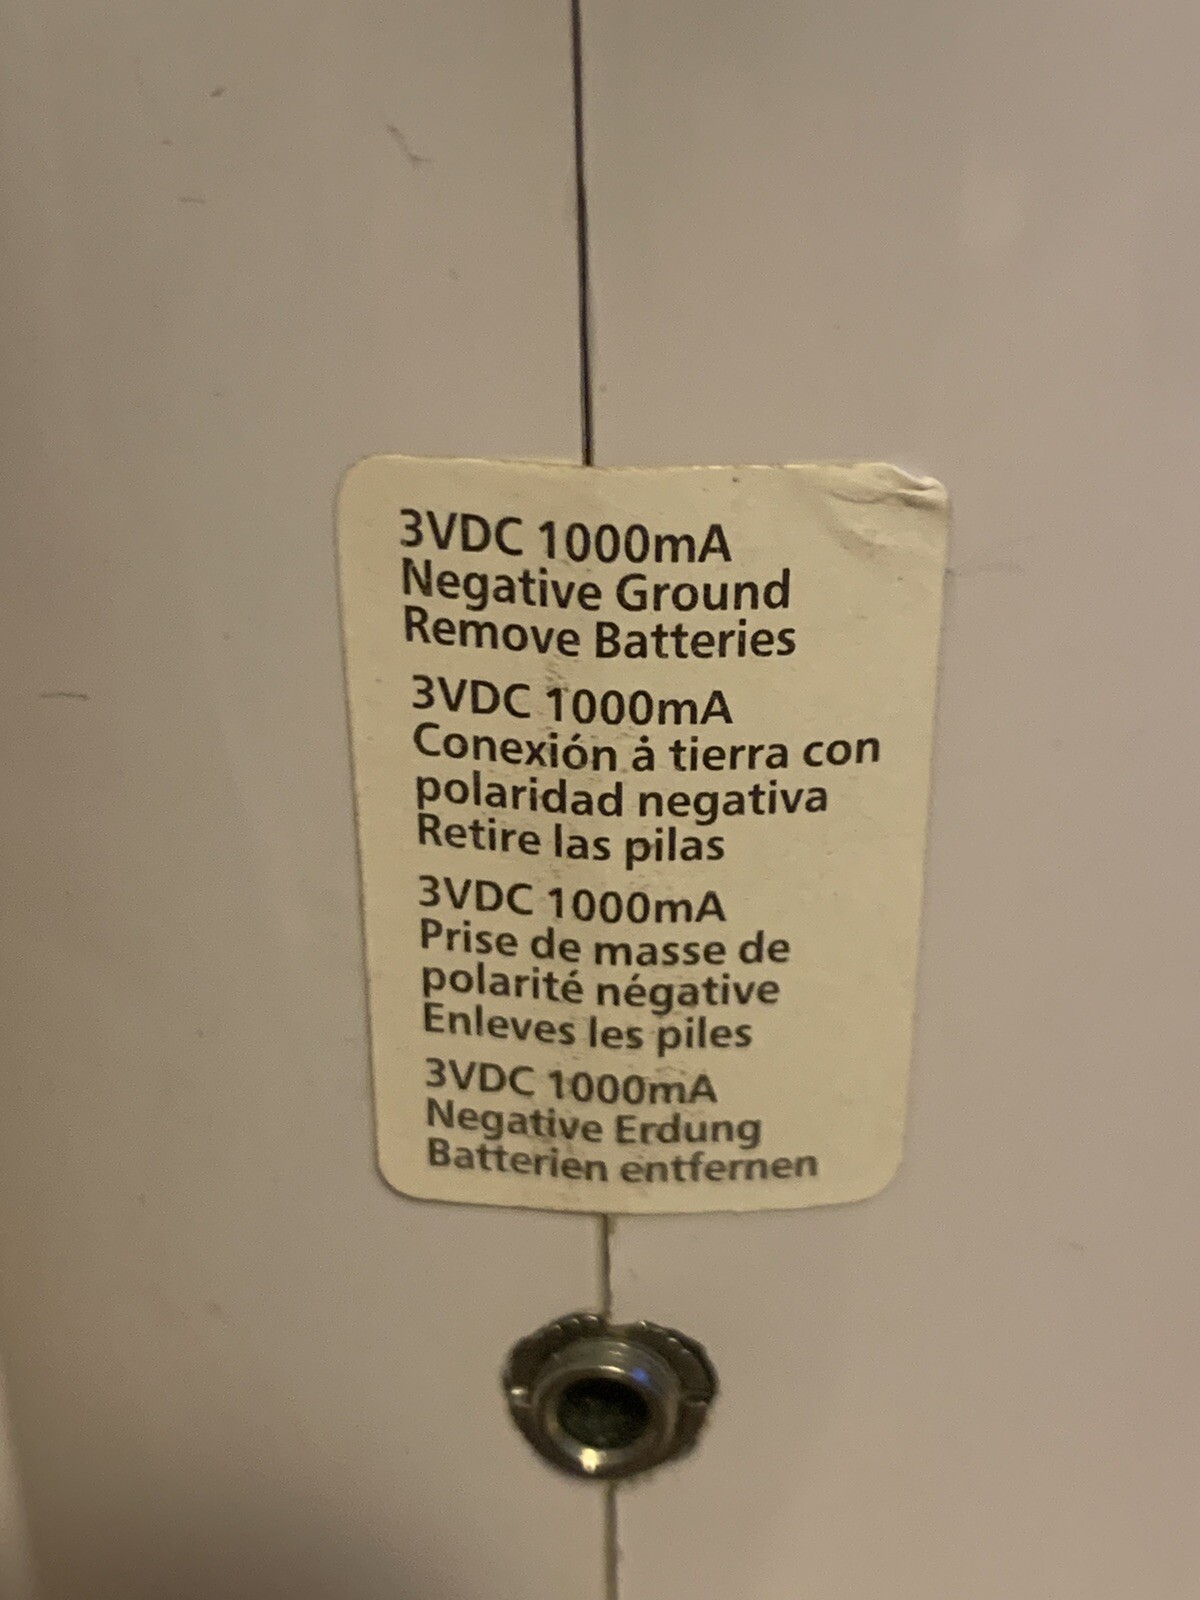 3VDC 1000mA
Negative Ground
Remove Batteries
3VDC 1000mA
Conexión ȧ tierra con
polaridad negativa
Retire las pilas
3VDC 1000mA
Prise de masse de
polarité négative
Enleves les piles
3VDC 1000mA
Negative Erdung
Batterien entfernen